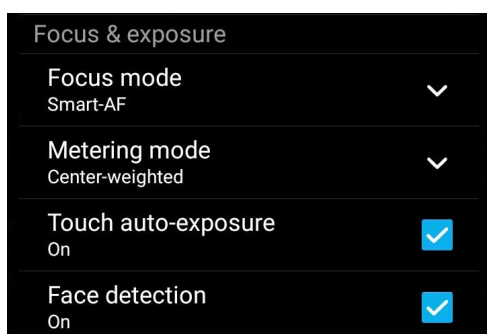 Focus & exposure
Focus mode
Smart-AF
Metering mode
Center-weighted
Touch auto-exposure
On
Face detection
On